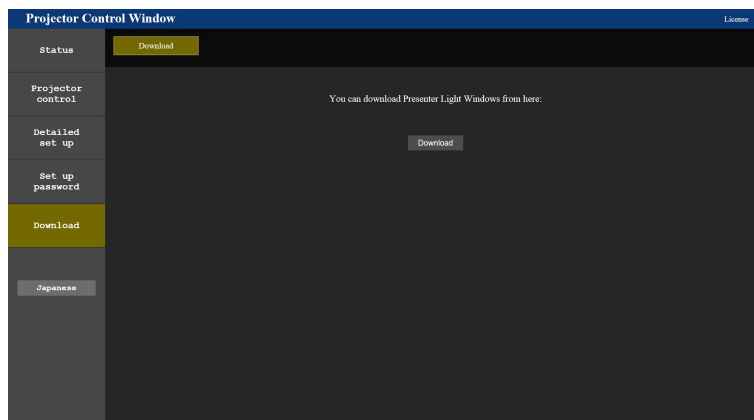 Projector Control Window
License
Status
Projector
control
Detailed
set up
Set up
password
Download
Japanese
Download
You can download Presenter Light Windows from here:
Download